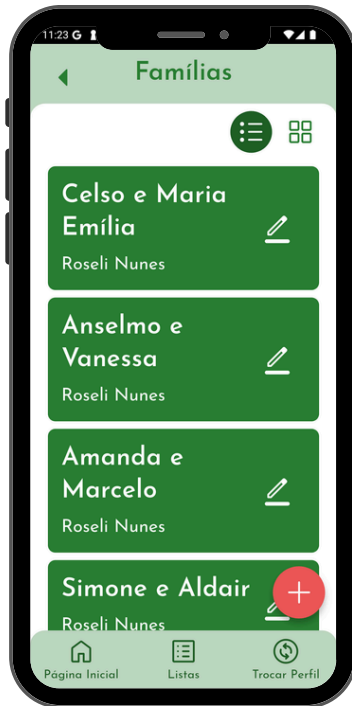 11:23 G
Famílias
Celso e Maria
Emília
Roseli Nunes
Anselmo e
Vanessa
Roseli Nunes
Amanda e
Marcelo
Roseli Nunes
Simone e Aldair
Roseli Nunes
Página Inicial
Listas
Trocar Perfil